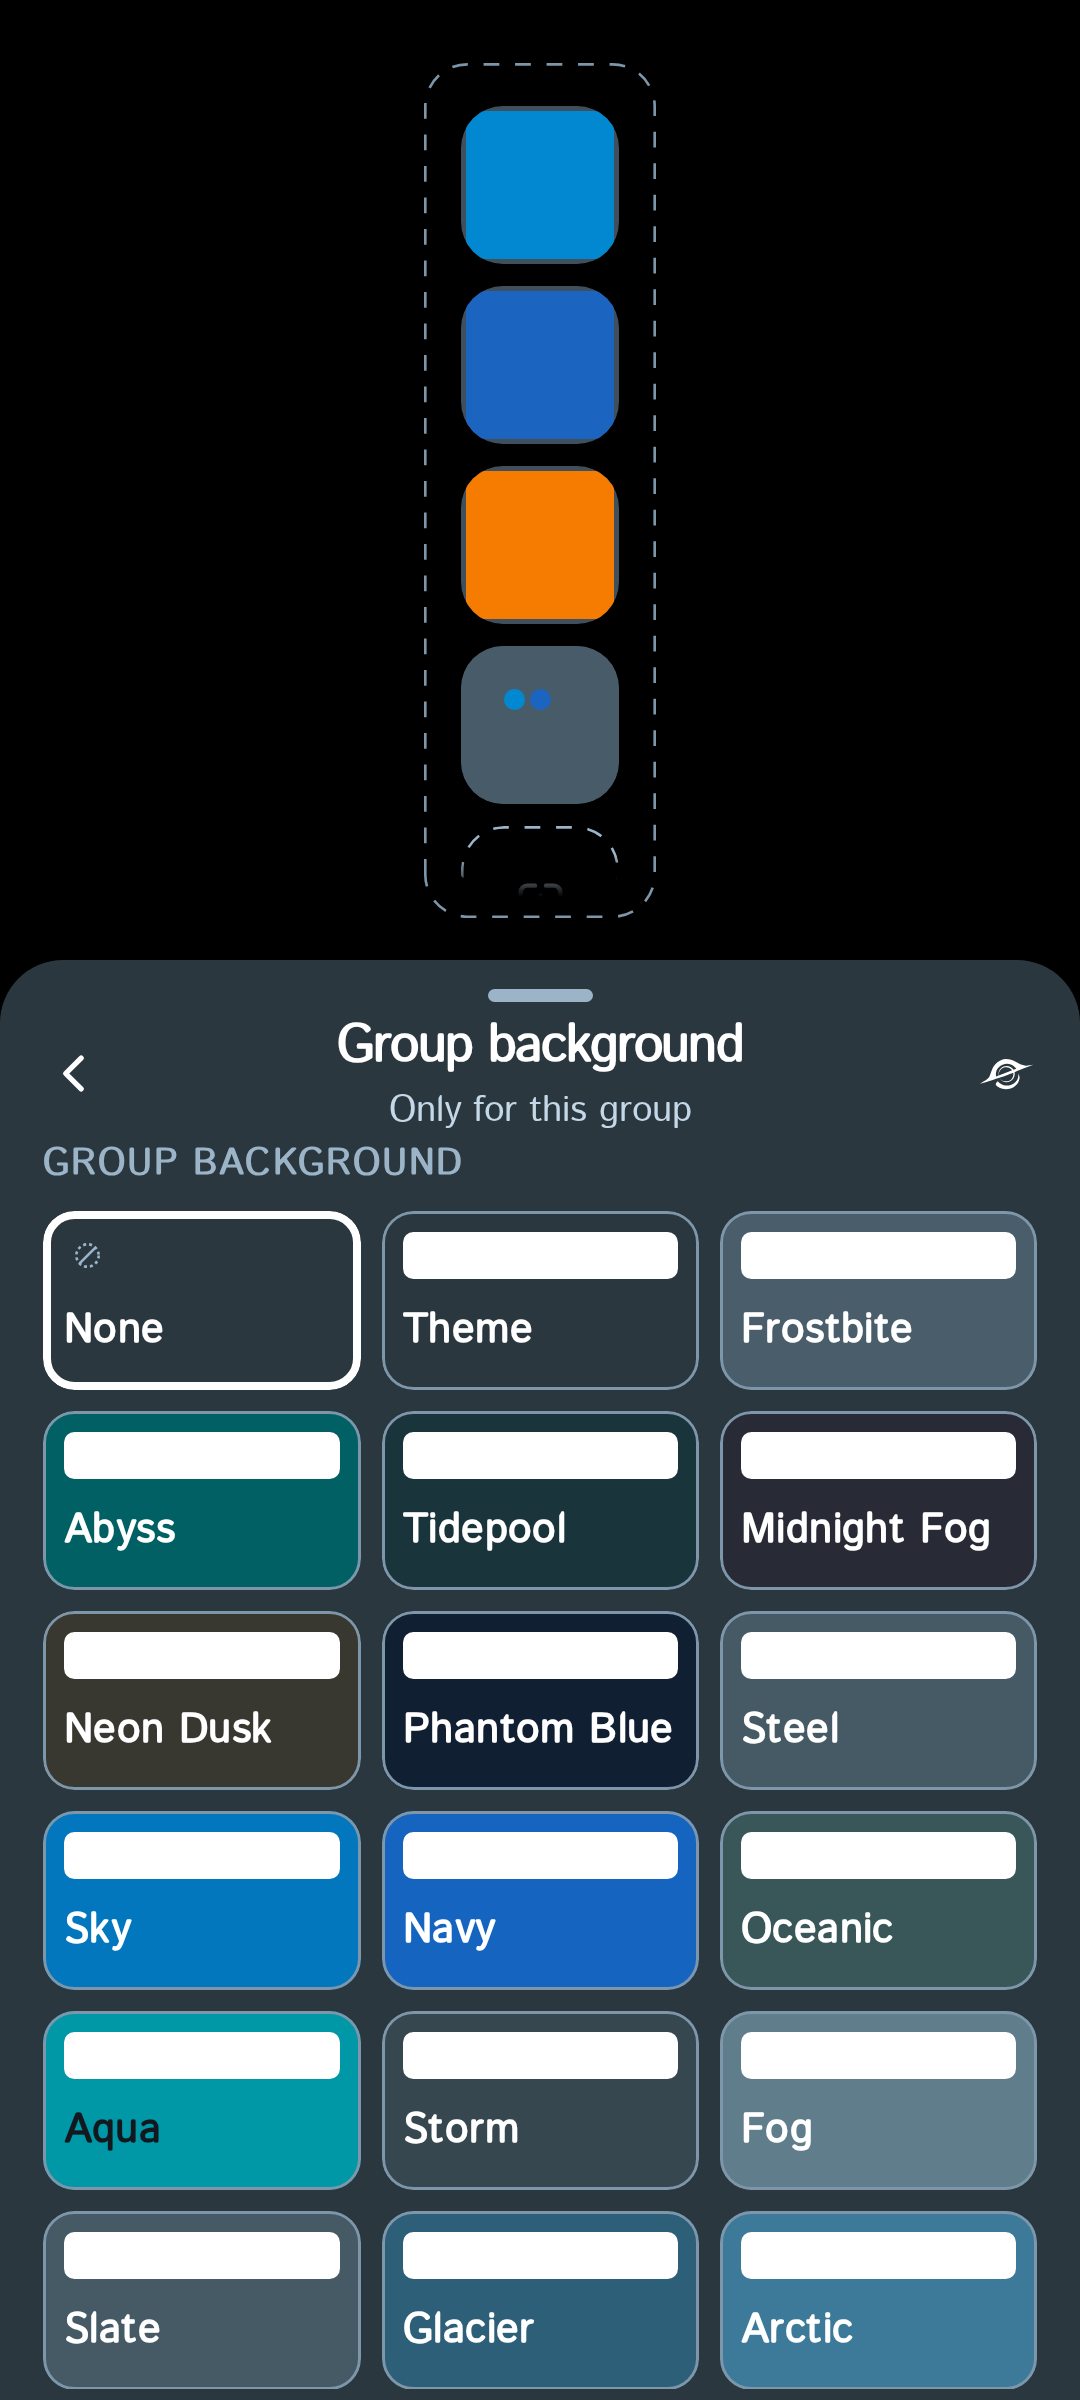 Group background
Only for this group
GROUP BACKGROUND
None
Theme
Frostbite
Abyss
Tidepool
Midnight Fog
Neon Dusk
Phantom Blue
Steel
Sky
Navy
Oceanic
Aqua
Storm
Fog
Slate
Glacier
Arctic